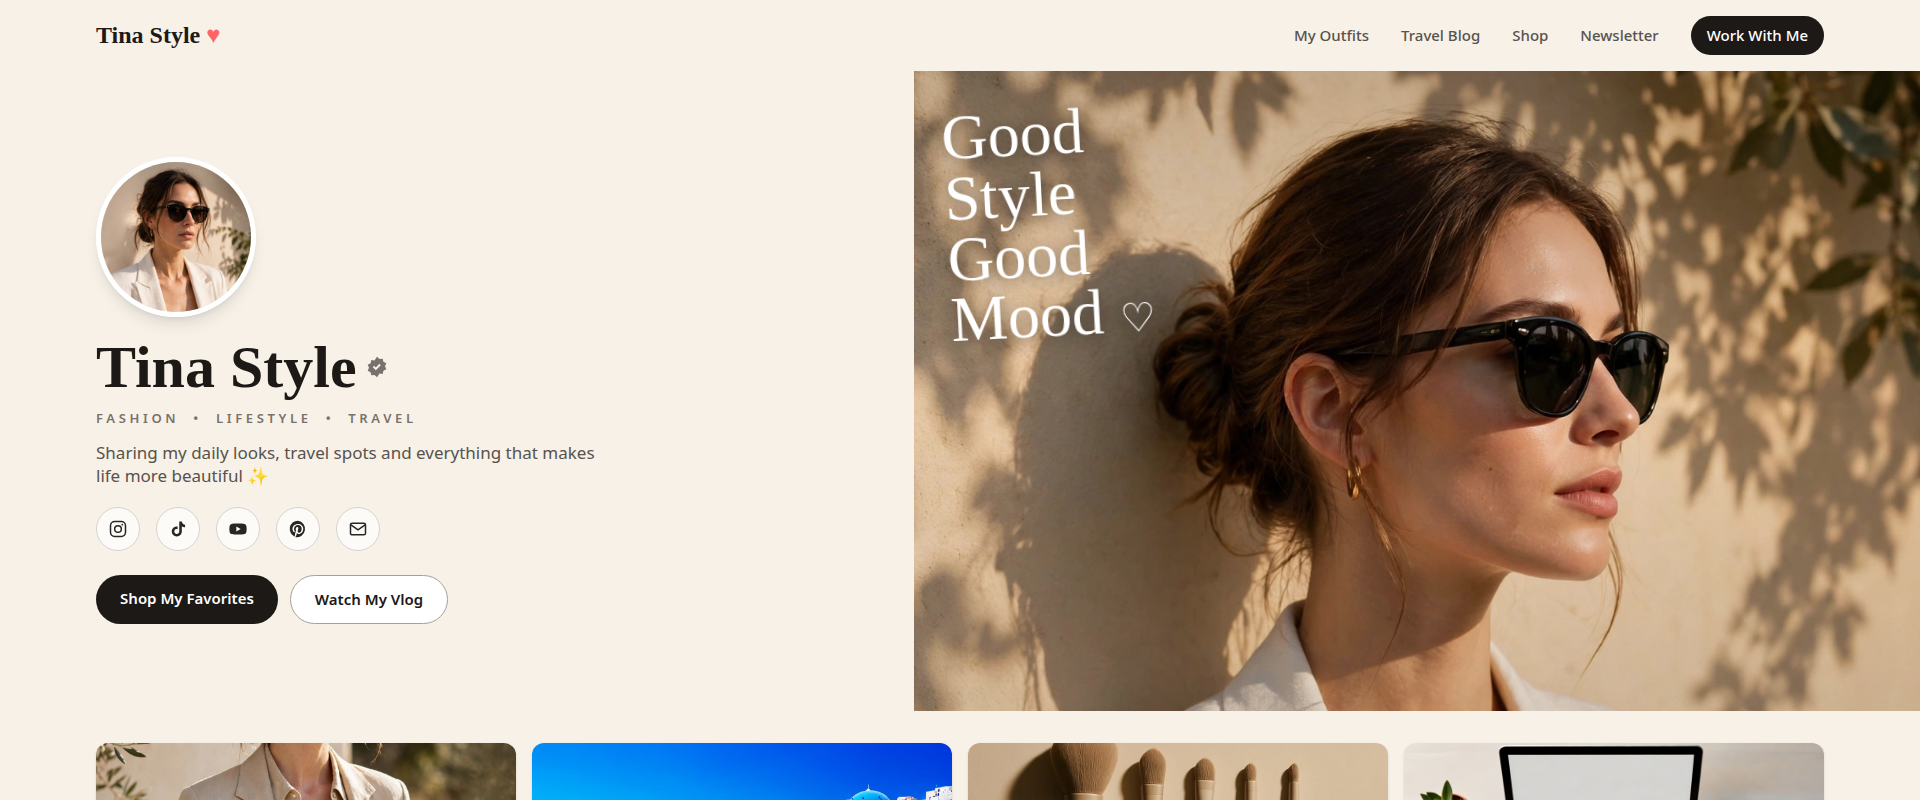 Tina Style ♥
My Outfits
Travel Blog
Shop
Newsletter
Work With Me
Good
Style
Good
Mood ♡
Tina Style
FASHION • LIFESTYLE • TRAVEL
Sharing my daily looks, travel spots and everything that makes
life more beautiful ✨
Shop My Favorites
Watch My Vlog